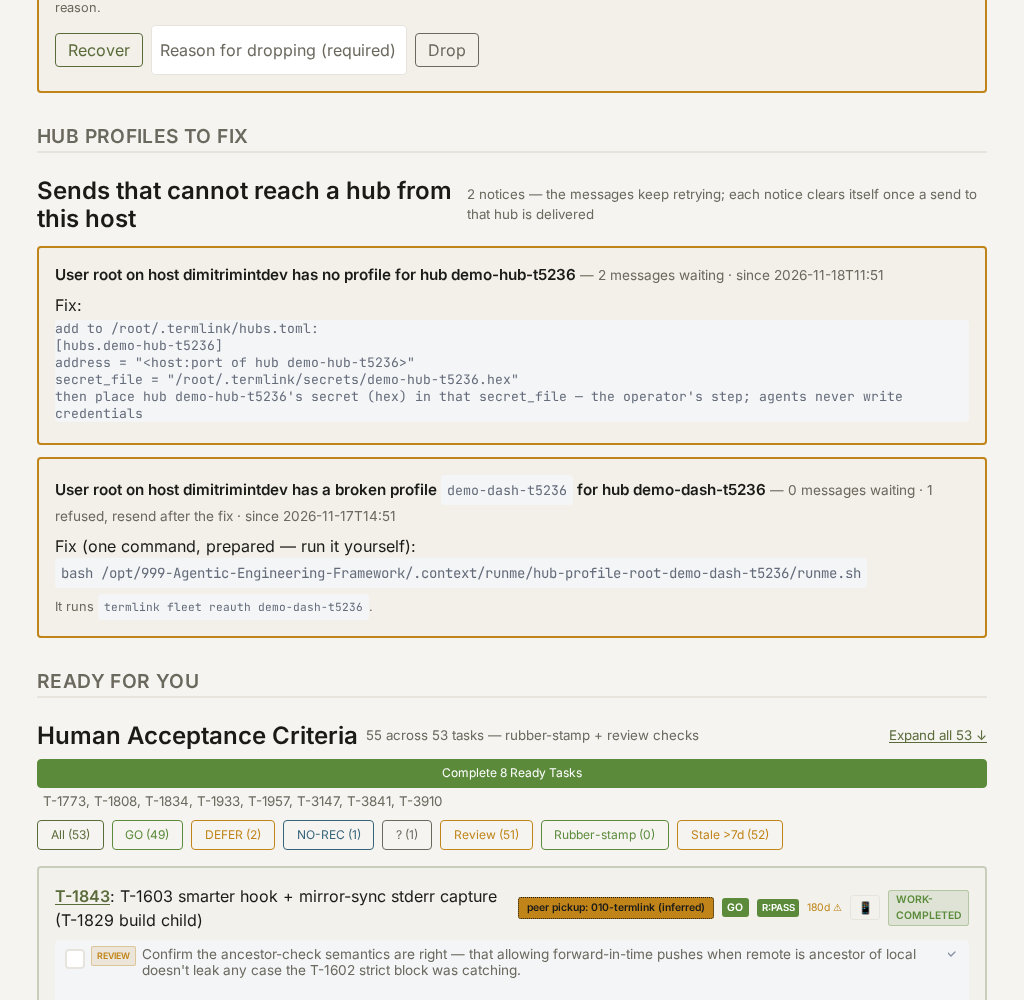 reason.
Recover
Reason for dropping (required)
Drop
HUB PROFILES TO FIX
Sends that cannot reach a hub from
this host
2 notices — the messages keep retrying; each notice clears itself once a send to
that hub is delivered
User root on host dimitrimintdev has no profile for hub demo-hub-t5236 — 2 messages waiting · since 2026-11-18T11:51
Fix:
add to /root/.termlink/hubs.toml:
[hubs.demo-hub-t5236]
address = "<host:port of hub demo-hub-t5236>"
secret_file = "/root/.termlink/secrets/demo-hub-t5236.hex"
then place hub demo-hub-t5236's secret (hex) in that secret_file — the operator's step; agents never write
credentials
User root on host dimitrimintdev has a broken profile demo-dash-t5236 for hub demo-dash-t5236 — 0 messages waiting · 1
refused, resend after the fix · since 2026-11-17T14:51
Fix (one command, prepared — run it yourself):
bash /opt/999-Agentic-Engineering-Framework/.context/runme/hub-profile-root-demo-dash-t5236/runme.sh
It runs termlink fleet reauth demo-dash-t5236.
READY FOR YOU
Human Acceptance Criteria 55 across 53 tasks — rubber-stamp + review checks Expand all 53 ↓
Complete 8 Ready Tasks
T-1773, T-1808, T-1834, T-1933, T-1957, T-3147, T-3841, T-3910
All (53) GO (49) DEFER (2) NO-REC (1) ? (1) Review (51) Rubber-stamp (0) Stale >7d (52)
T-1843: T-1603 smarter hook + mirror-sync stderr capture
(T-1829 build child)
peer pickup: 010-termlink (inferred) GO R:PASS 180d ⚠
WORK-
COMPLETED
REVIEW
Confirm the ancestor-check semantics are right — that allowing forward-in-time pushes when remote is ancestor of local
doesn't leak any case the T-1602 strict block was catching.